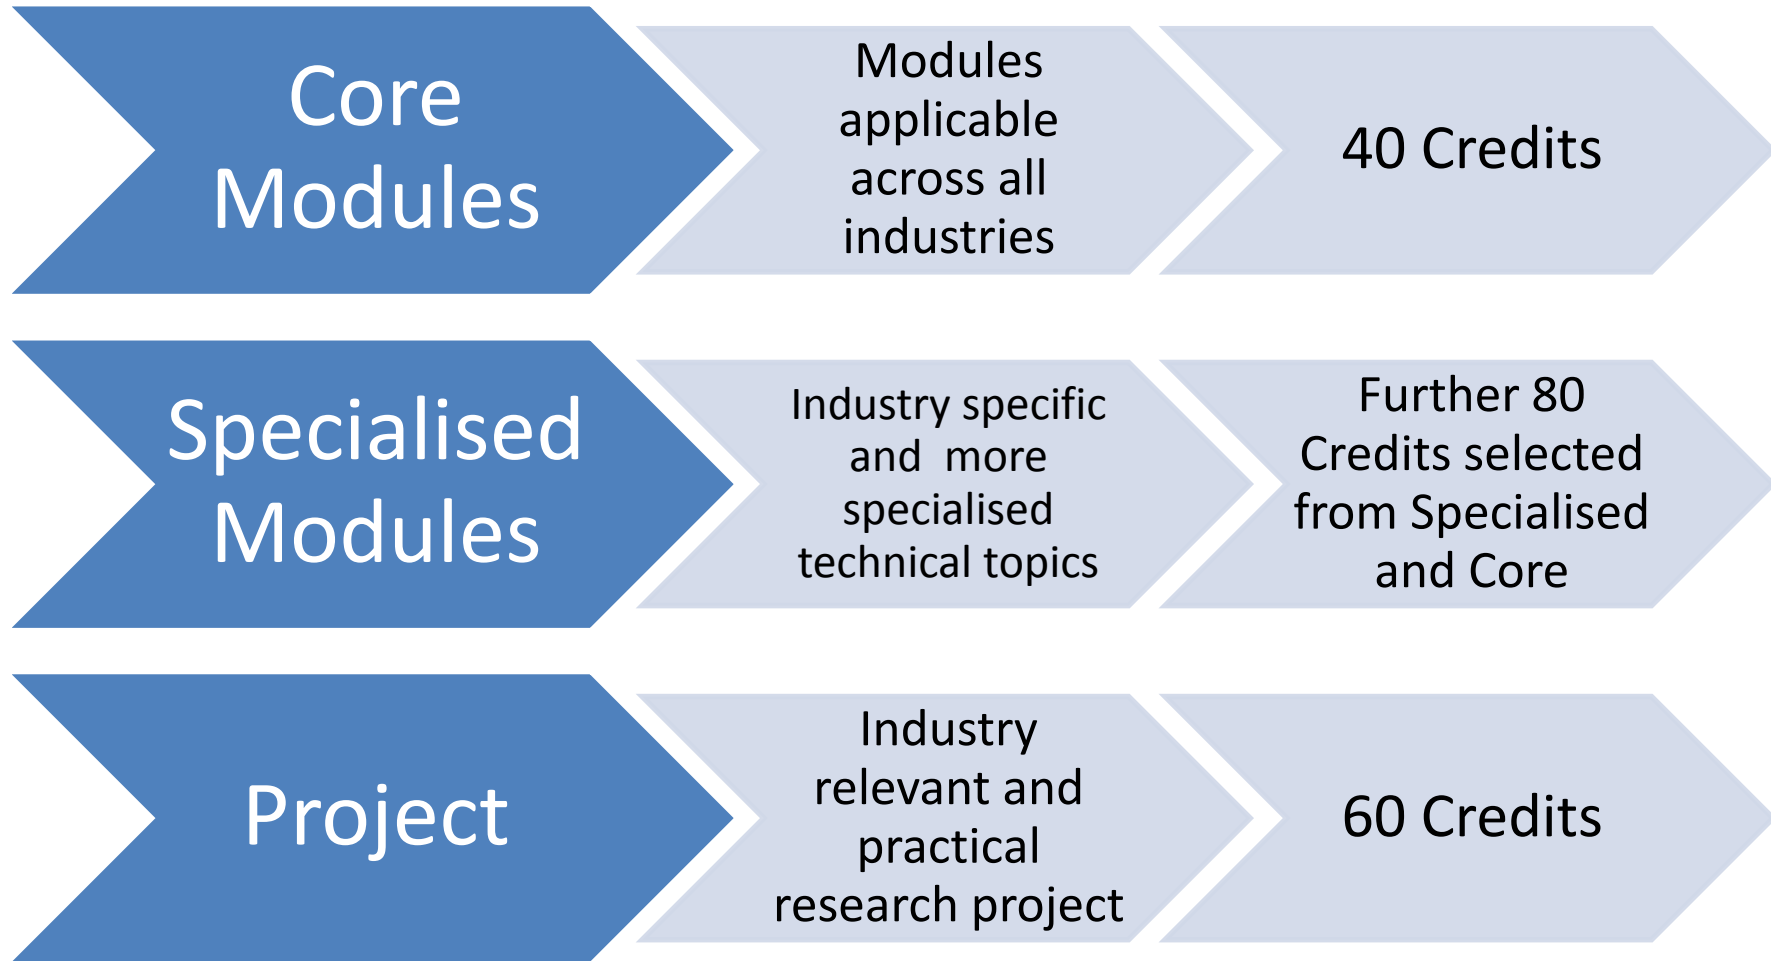 Core
Modules
Modules
applicable
across all
industries
40 Credits
Specialised
Modules
Industry specific
and  more
specialised
technical topics
Further 80
Credits selected
from Specialised
and Core
Project
Industry
relevant and
practical
research project
60 Credits